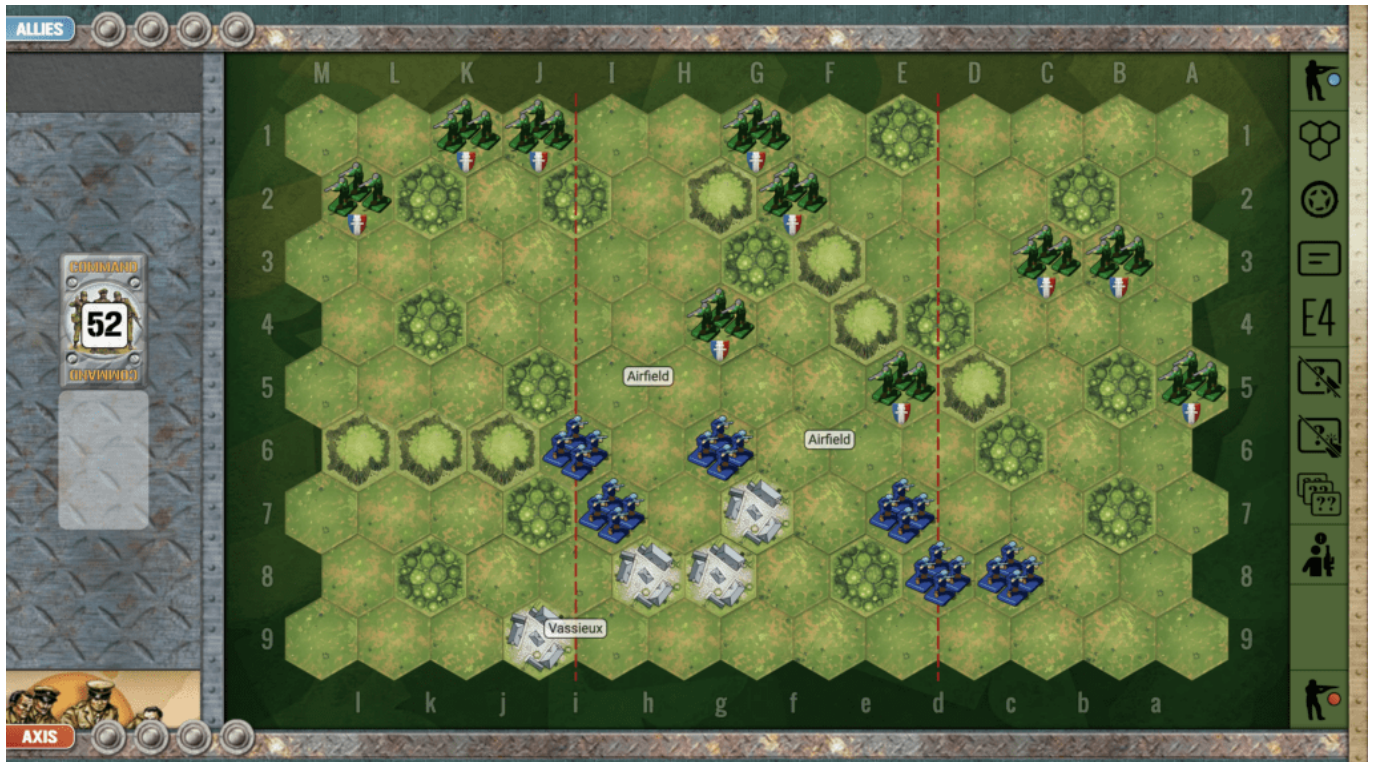 ALLIES
M L K J I H G F E D C B A
1 1
2 2
3 3
COMMAND
52
COMMAND
4 4
E4
Airfield
5 5
Airfield
6 6
7 7
??
8 8
Vassieux
9 9
l k j i h g f e d c b a
AXIS